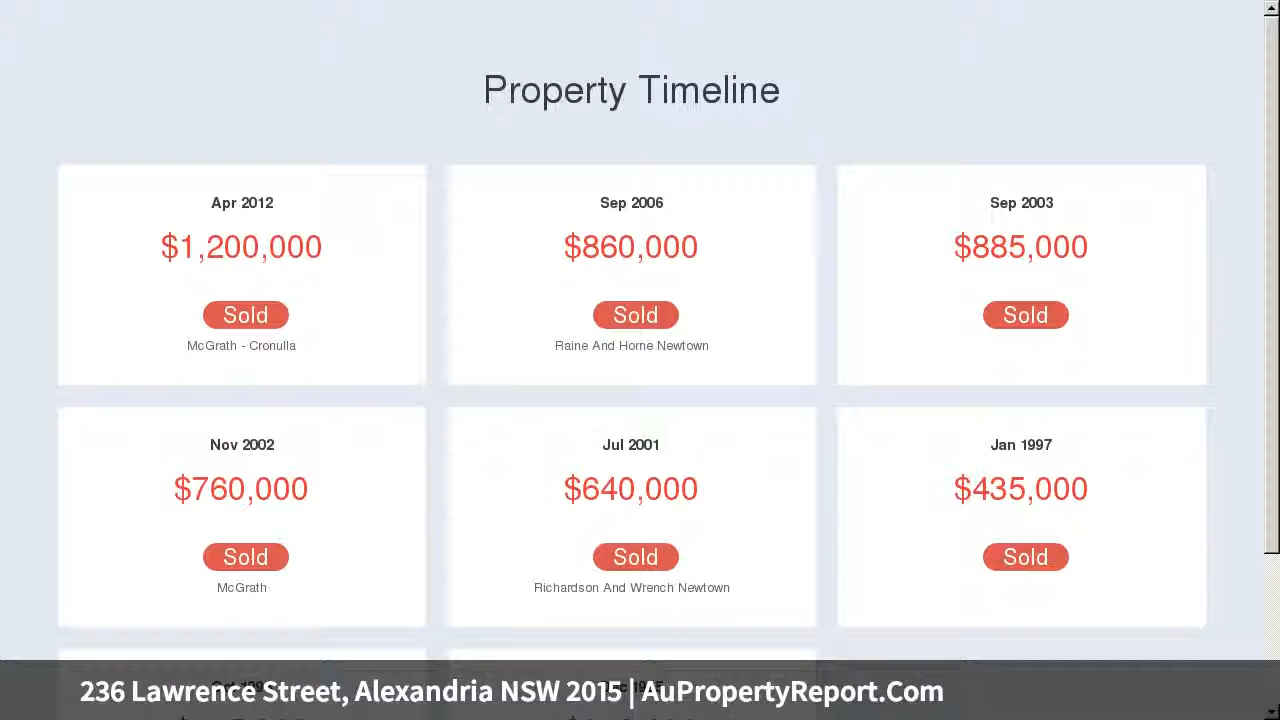 Property Timeline
Apr 2012
$1,200,000
Sold
McGrath - Cronulla
Sep 2006
$860,000
Sold
Raine And Horne Newtown
Sep 2003
$885,000
Sold
Nov 2002
$760,000
Sold
McGrath
Jul 2001
$640,000
Sold
Richardson And Wrench Newtown
Jan 1997
$435,000
Sold
236 Lawrence Street, Alexandria NSW 2015 | AuPropertyReport.Com